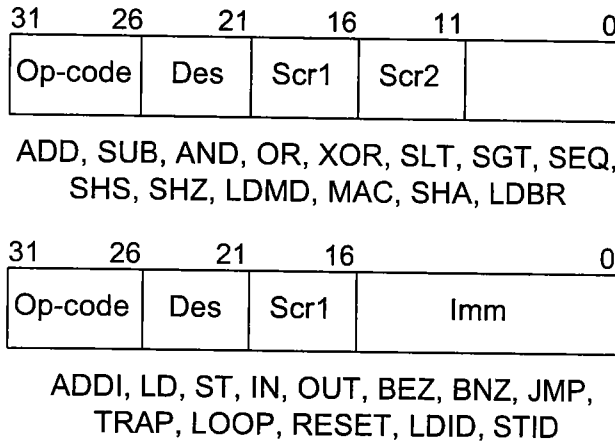 31 26 21 16 11 0
Op-code Des Scr1 Scr2
ADD, SUB, AND, OR, XOR, SLT, SGT, SEQ,
SHS, SHZ, LDMD, MAC, SHA, LDBR
31 26 21 16 0
Op-code Des Scr1 Imm
ADDI, LD, ST, IN, OUT, BEZ, BNZ, JMP,
TRAP, LOOP, RESET, LDID, STID